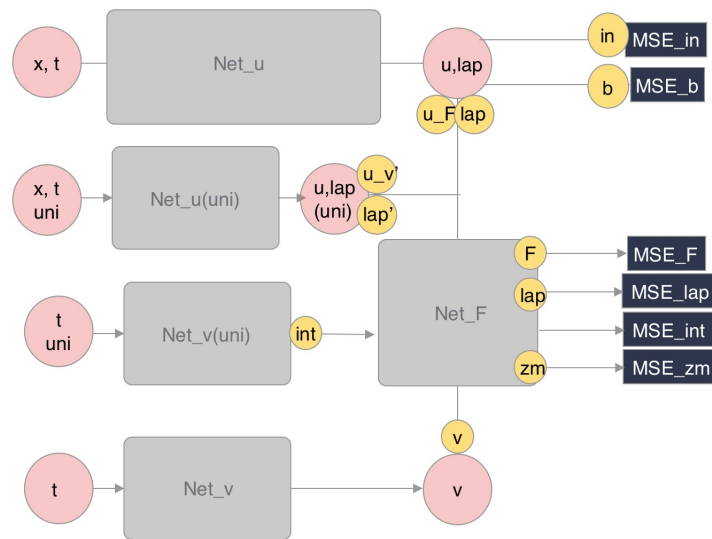 x, t
Net_u
u,lap
in
MSE_in
b
MSE_b
u_F
lap
x, t
uni
Net_u(uni)
u,lap
(uni)
u_v'
lap'
F
MSE_F
lap
MSE_lap
t
uni
Net_v(uni)
int
Net_F
MSE_int
zm
MSE_zm
v
t
Net_v
v